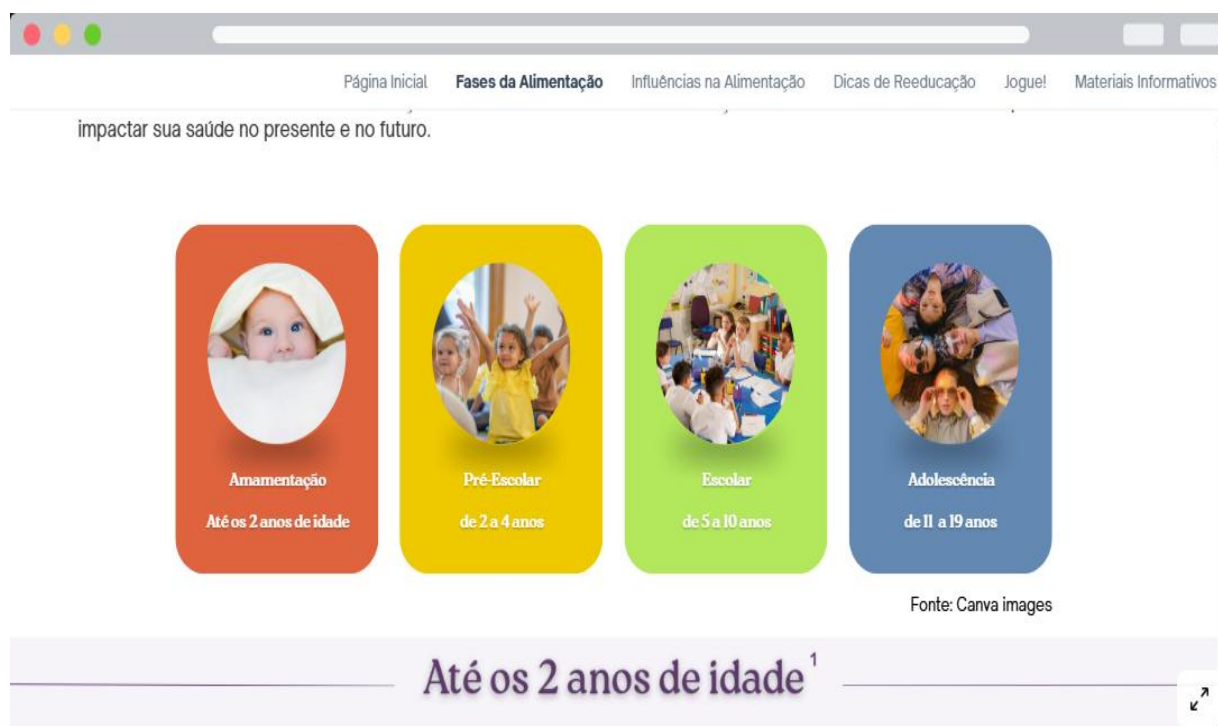 Página Inicial Fases da Alimentação Influências na Alimentação Dicas de Reeducação Jogue! Materiais Informativos
impactar sua saúde no presente e no futuro.
Amamentação
Até os 2 anos de idade
Pré-Escolar
de 2 a 4 anos
Escolar
de 5 a 10 anos
Adolescência
de 11 a 19 anos
Fonte: Canva images
Até os 2 anos de idade 1